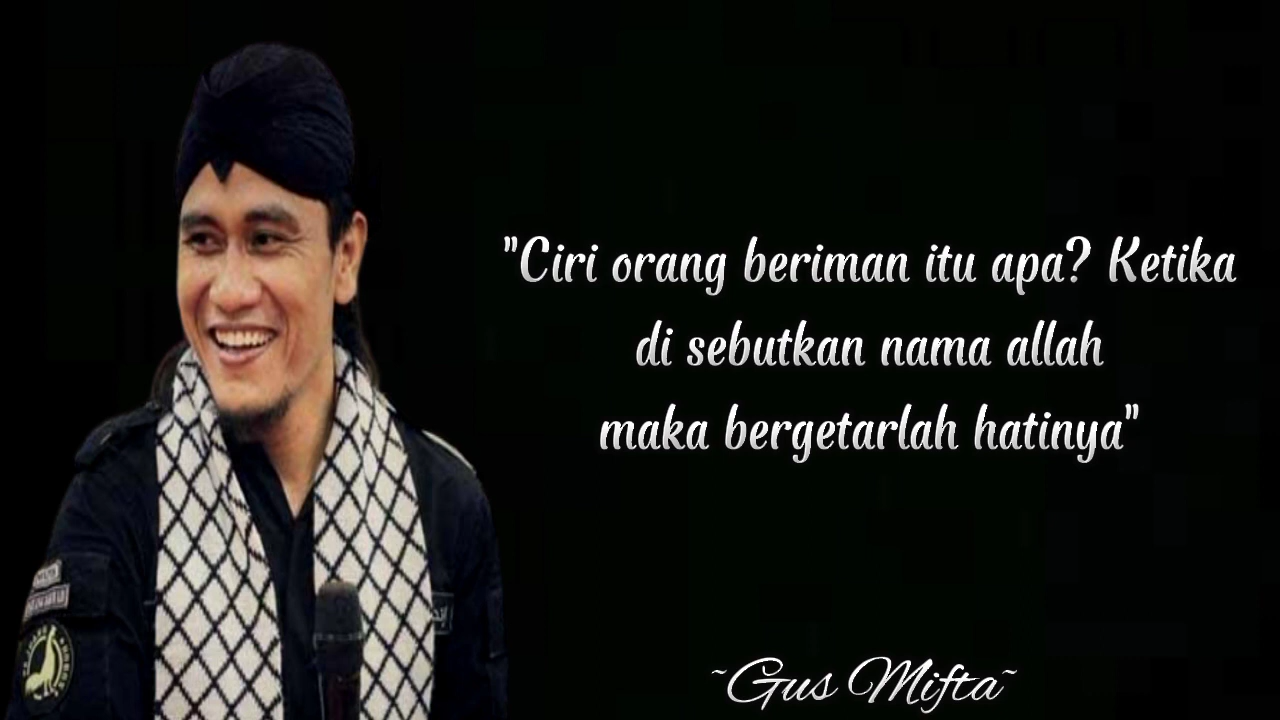 "Ciri orang beriman itu apa? Ketika
di sebutkan nama allah
maka bergetarlah hatinya"
~Gus Mifta~